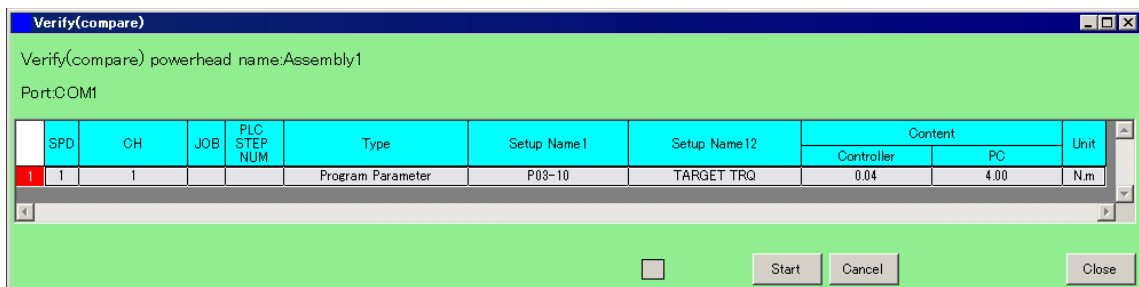 Verify(compare)
Verify(compare) powerhead name:Assembly1
Port:COM1
SPD CH JOB PLC STEP NUM Type Setup Name1 Setup Name12 Content Unit
Controller PC
1 1 1 Program Parameter P03-10 TARGET TRQ 0.04 4.00 N.m
Start Cancel Close